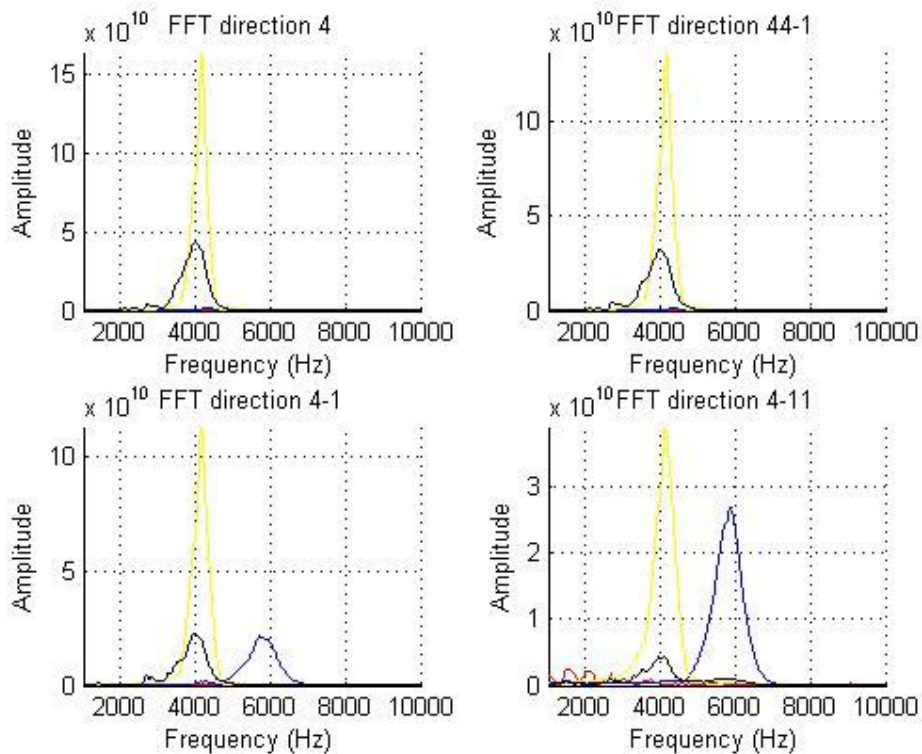 x 10^10 FFT direction 4
15
10
5
0
Amplitude
2000 4000 6000 8000 10000
Frequency (Hz)
x 10^10 FFT direction 44-1
10
5
0
Amplitude
2000 4000 6000 8000 10000
Frequency (Hz)
x 10^10 FFT direction 4-1
10
5
0
Amplitude
2000 4000 6000 8000 10000
Frequency (Hz)
x 10^10 FFT direction 4-11
3
2
1
0
Amplitude
2000 4000 6000 8000 10000
Frequency (Hz)